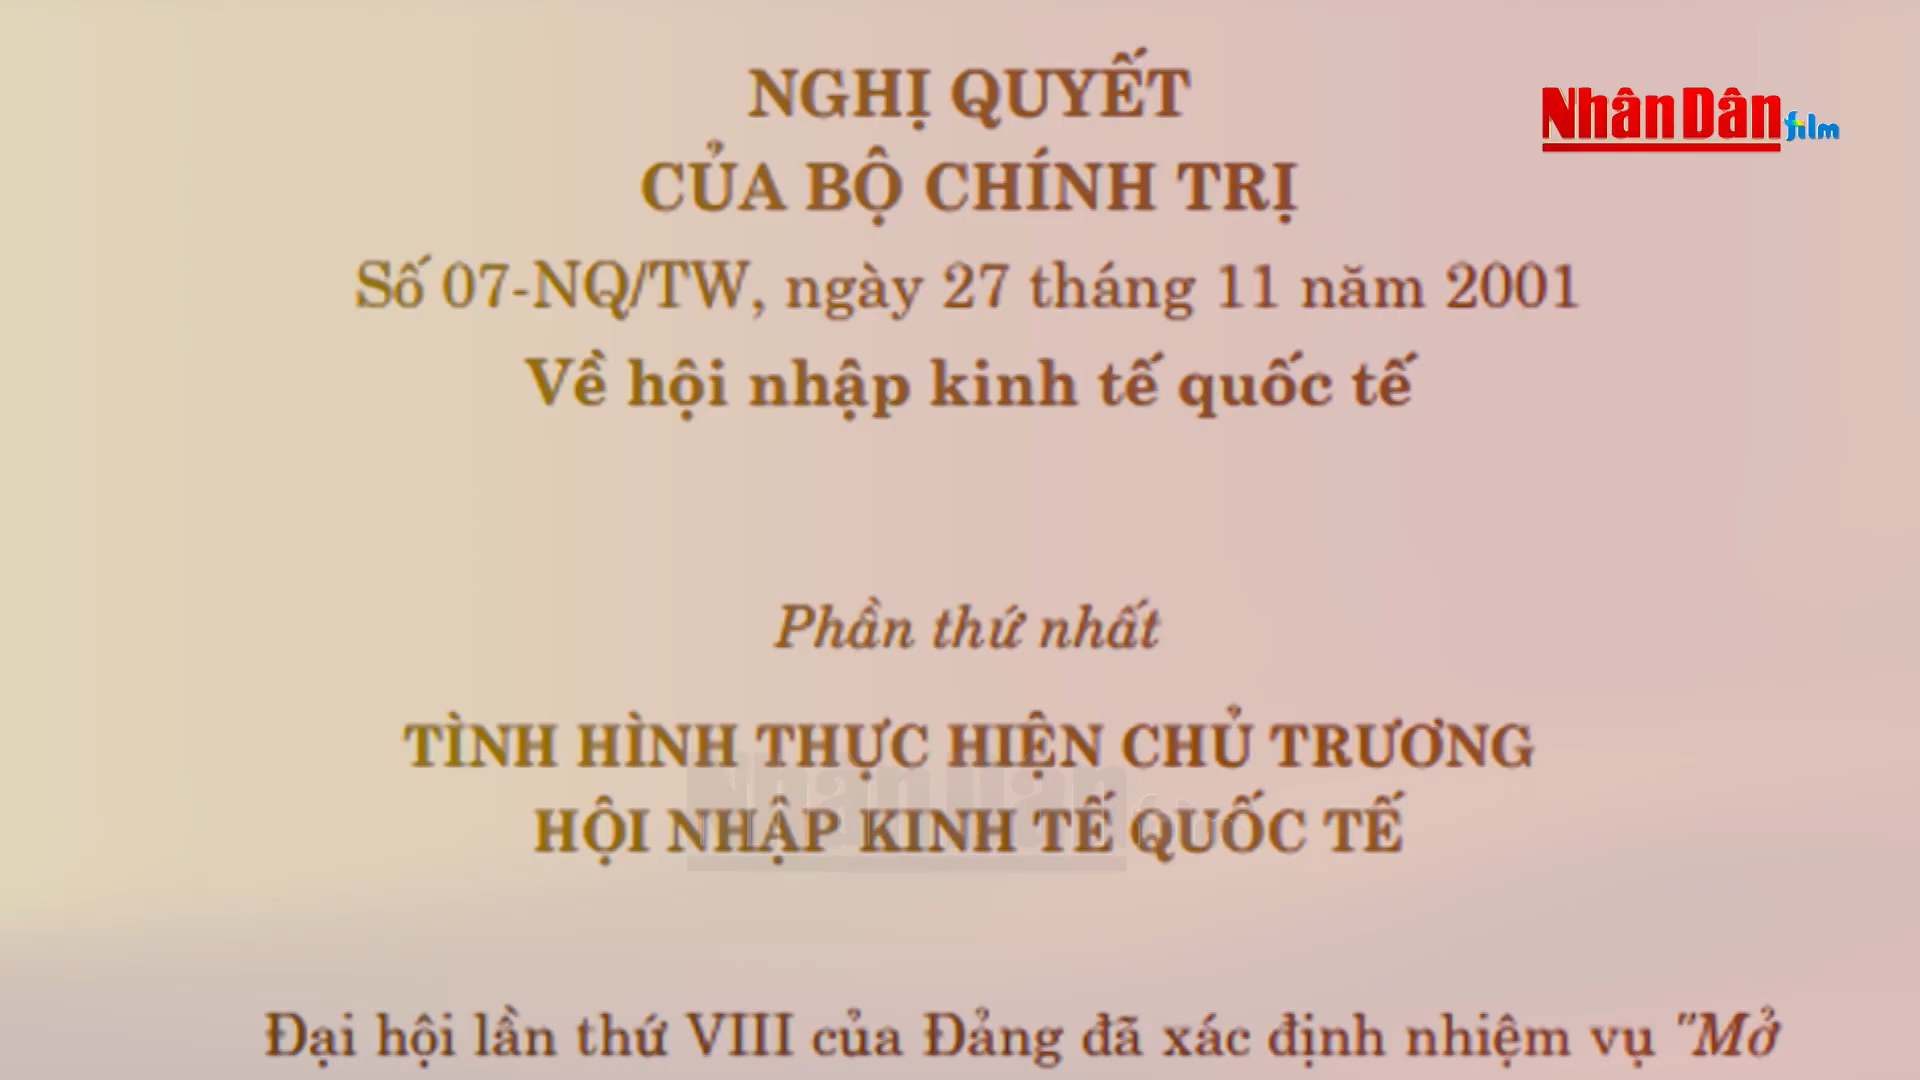 NGHỊ QUYẾT
NhânDân film
CỦA BỘ CHÍNH TRỊ
Số 07-NQ/TW, ngày 27 tháng 11 năm 2001
Về hội nhập kinh tế quốc tế
Phần thứ nhất
TÌNH HÌNH THỰC HIỆN CHỦ TRƯƠNG
HỘI NHẬP KINH TẾ QUỐC TẾ
NhânDân
Đại hội lần thứ VIII của Đảng đã xác định nhiệm vụ "Mở